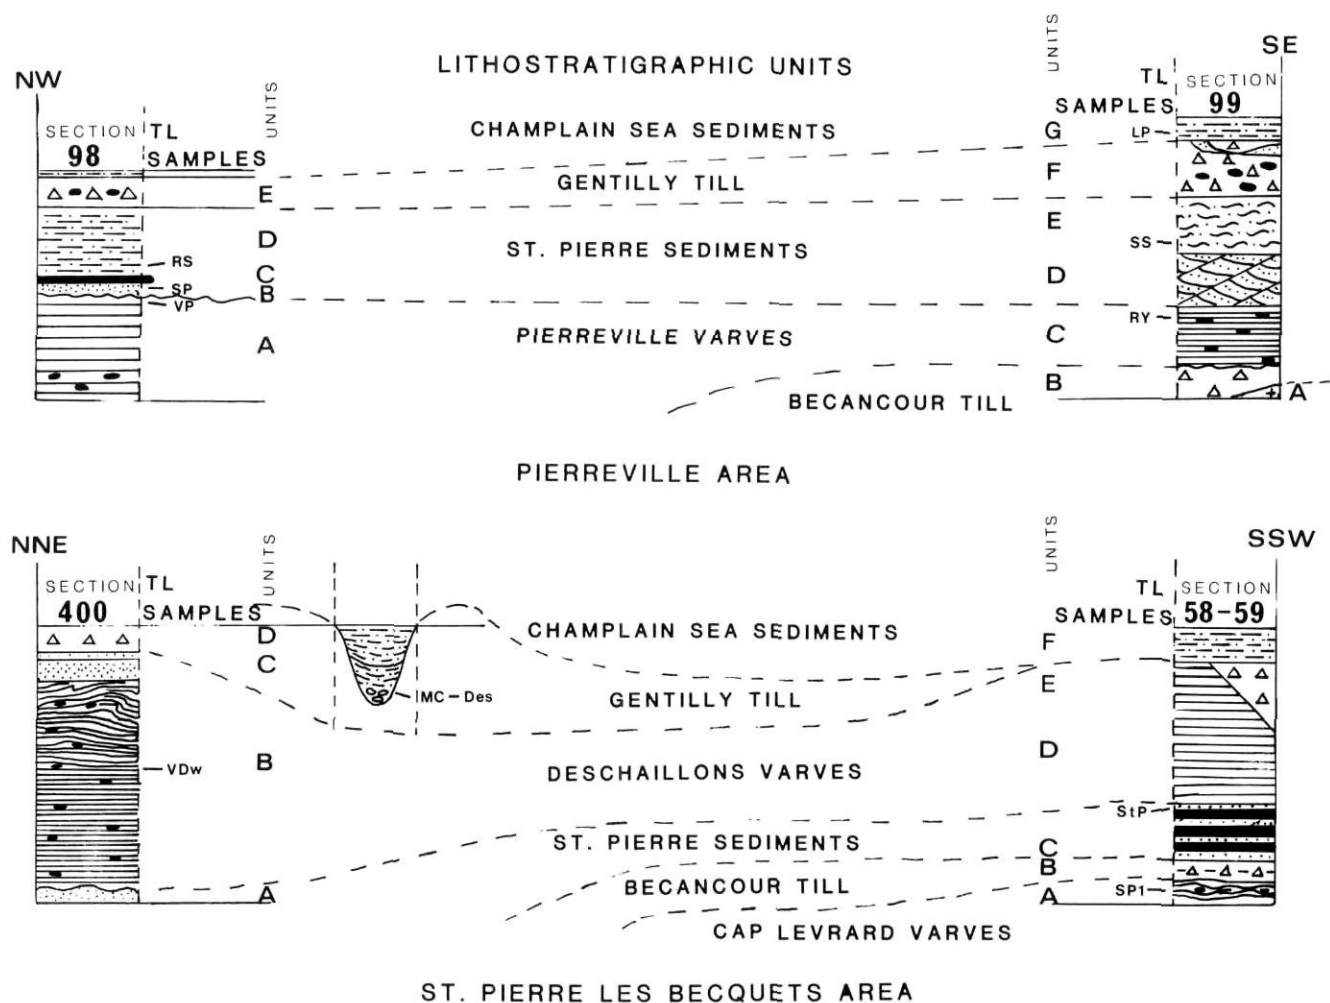 LITHOSTRATIGRAPHIC UNITS
NW
SECTION
98
TL
SAMPLES
UNITS
RS
SP
VP
E
D
C
B
A
CHAMPLAIN SEA SEDIMENTS
GENTILLY TILL
ST. PIERRE SEDIMENTS
PIERREVILLE VARVES
BECANCOUR TILL
UNITS
G
F
E
D
C
B
A
SE
TL
SAMPLES
SECTION
99
LP
SS
RY
PIERREVILLE AREA
NNE
SECTION
400
TL
SAMPLES
UNITS
VDw
D
C
B
A
MC-Des
CHAMPLAIN SEA SEDIMENTS
GENTILLY TILL
DESCHAILLONS VARVES
ST. PIERRE SEDIMENTS
BECANCOUR TILL
CAP LEVRARD VARVES
UNITS
F
E
D
C
B
A
SSW
TL
SAMPLES
SECTION
58-59
StP
SP1
ST. PIERRE LES BECQUETS AREA